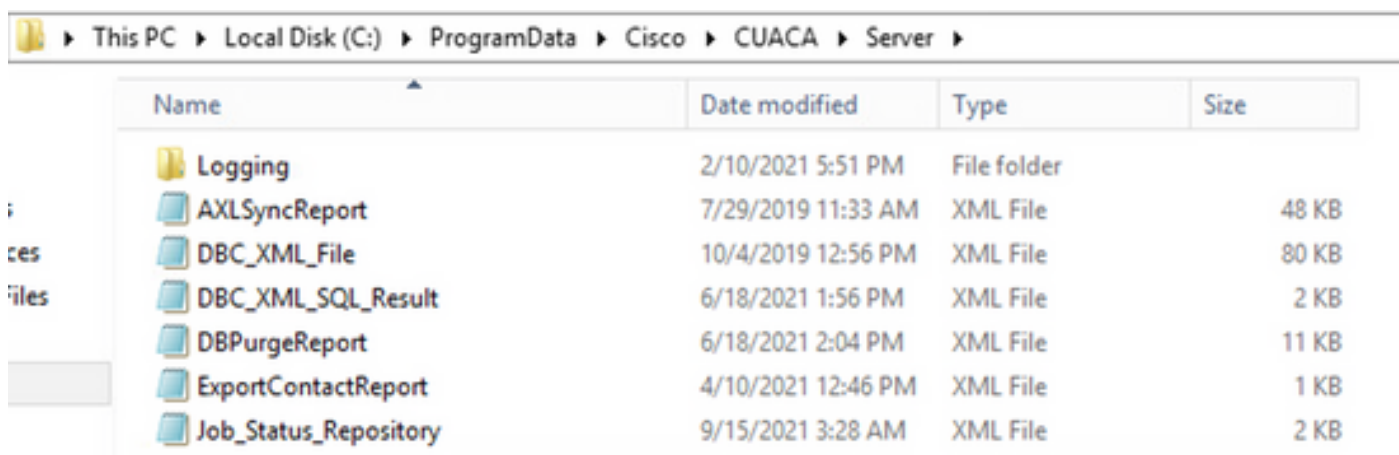 This PC Local Disk (C:) ProgramData Cisco CUACA Server
Name Date modified Type Size
Logging 2/10/2021 5:51 PM File folder
AXLSyncReport 7/29/2019 11:33 AM XML File 48 KB
DBC_XML_File 10/4/2019 12:56 PM XML File 80 KB
DBC_XML_SQL_Result 6/18/2021 1:56 PM XML File 2 KB
DBPurgeReport 6/18/2021 2:04 PM XML File 11 KB
ExportContactReport 4/10/2021 12:46 PM XML File 1 KB
Job_Status_Repository 9/15/2021 3:28 AM XML File 2 KB